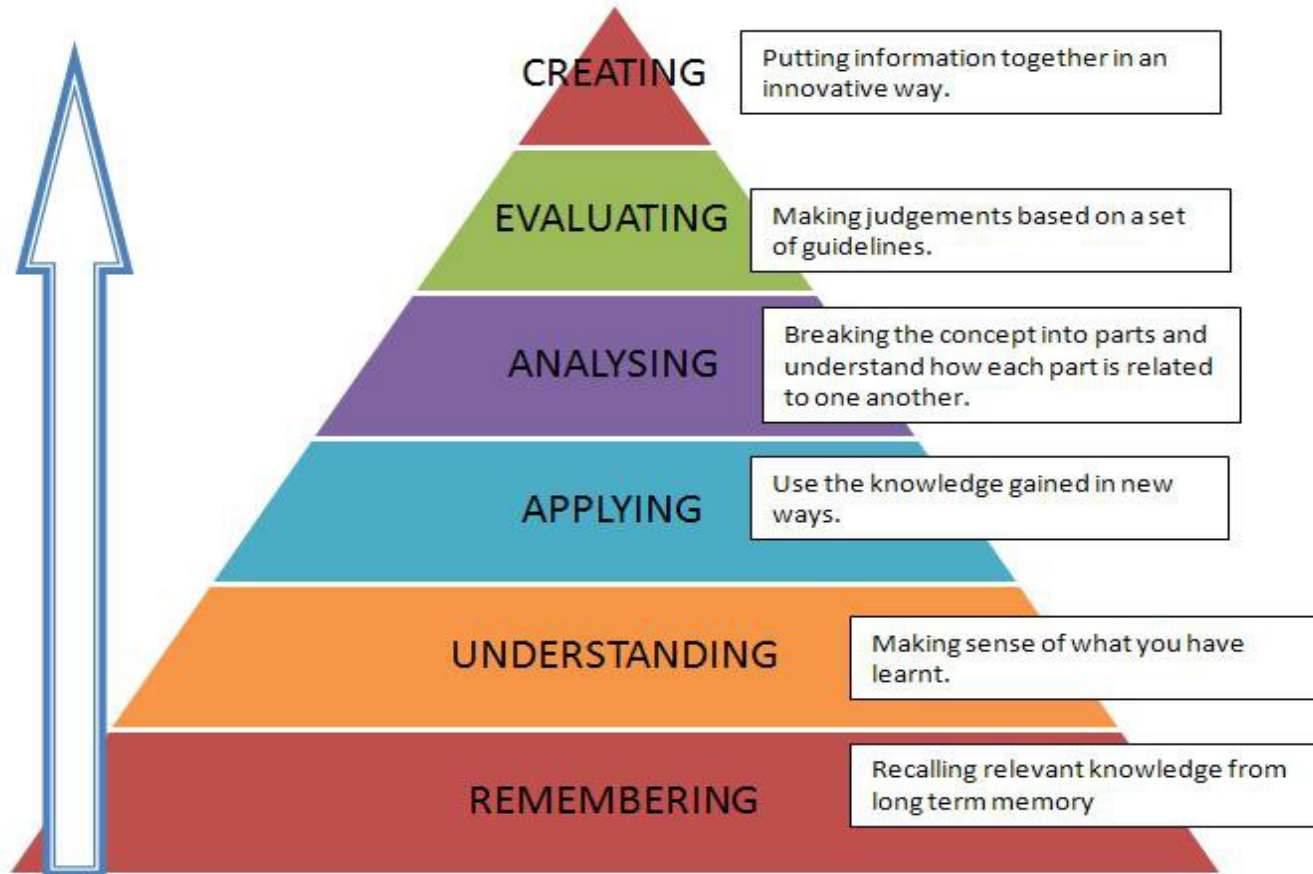 CREATING
Putting information together in an
innovative way.
EVALUATING
Making judgements based on a set
of guidelines.
ANALYSING
Breaking the concept into parts and
understand how each part is related
to one another.
APPLYING
Use the knowledge gained in new
ways.
UNDERSTANDING
Making sense of what you have
learnt.
REMEMBERING
Recalling relevant knowledge from
long term memory